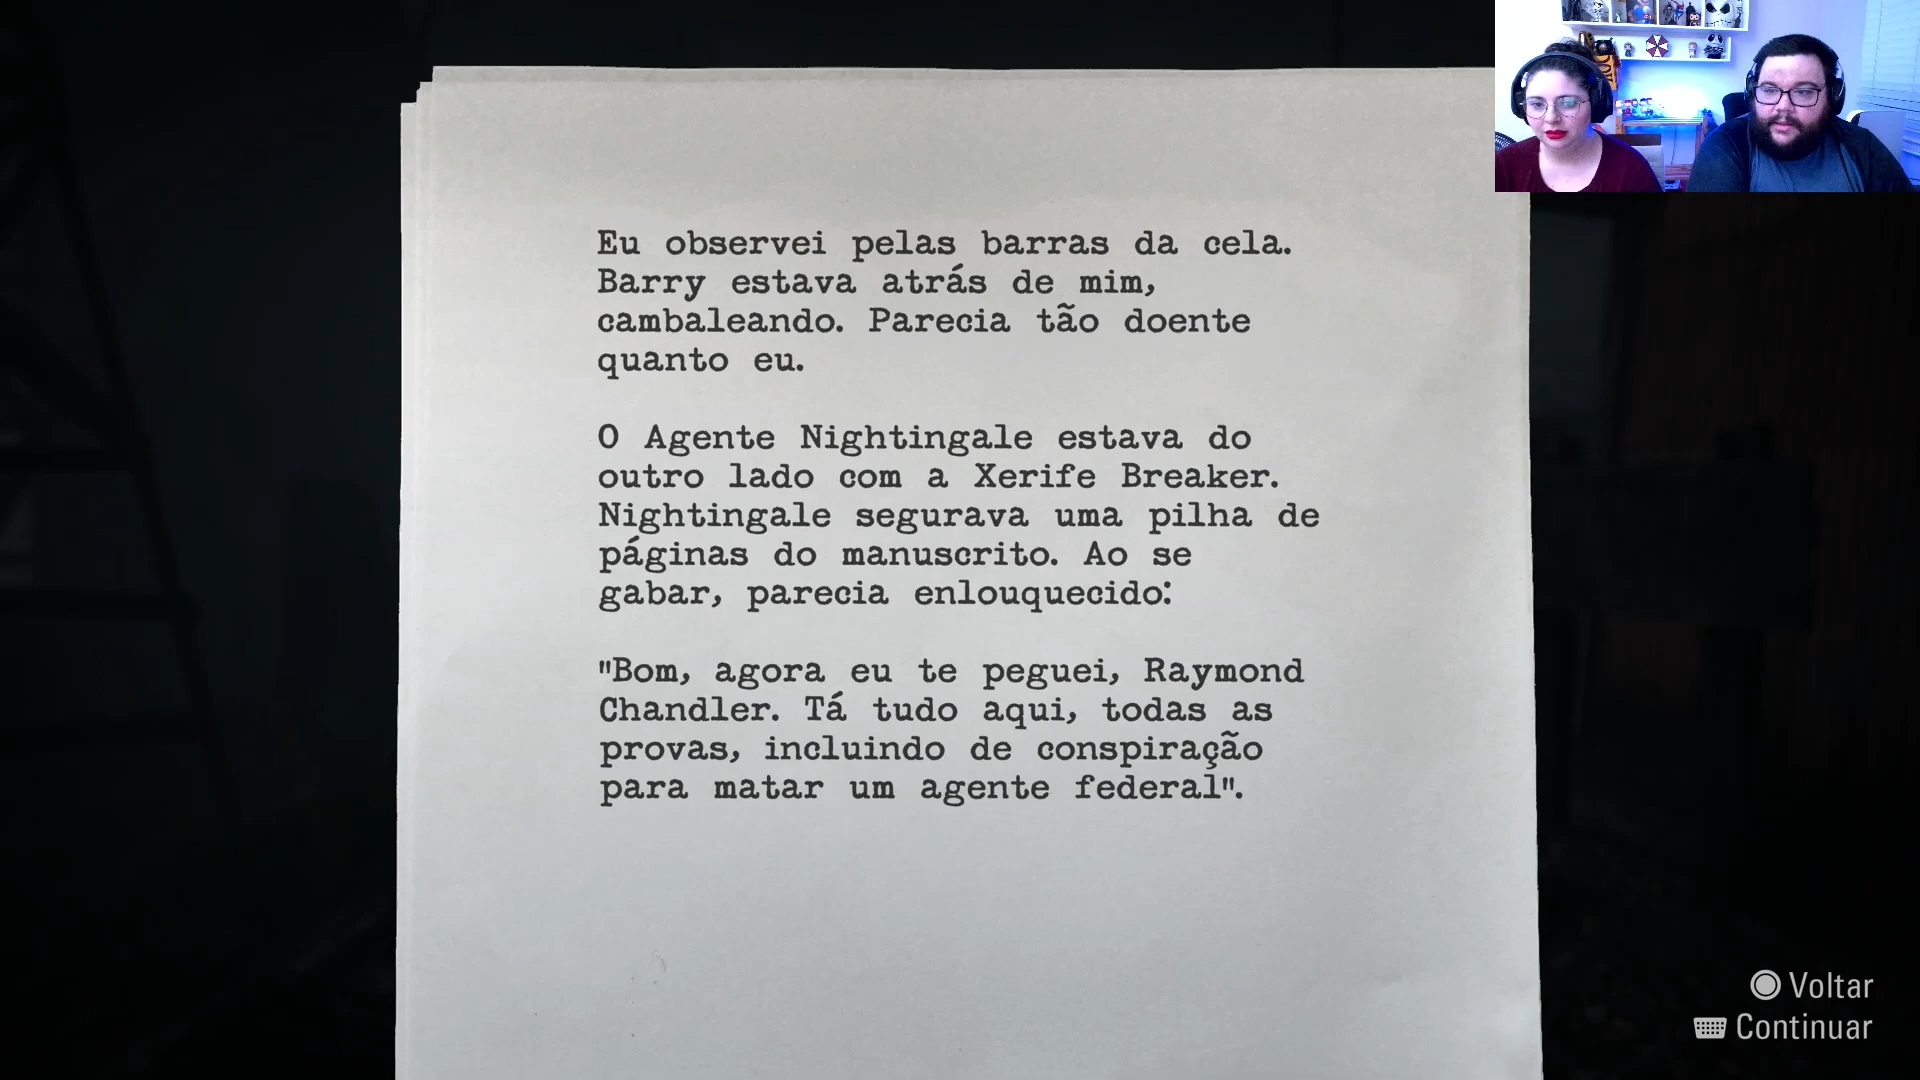 Eu observei pelas barras da cela.
Barry estava atrás de mim,
cambaleando. Parecia tão doente
quanto eu.
O Agente Nightingale estava do
outro lado com a Xerife Breaker.
Nightingale segurava uma pilha de
páginas do manuscrito. Ao se
gabar, parecia enlouquecido:
"Bom, agora eu te peguei, Raymond
Chandler. Tá tudo aqui, todas as
provas, incluindo de conspiração
para matar um agente federal".
Voltar
Continuar